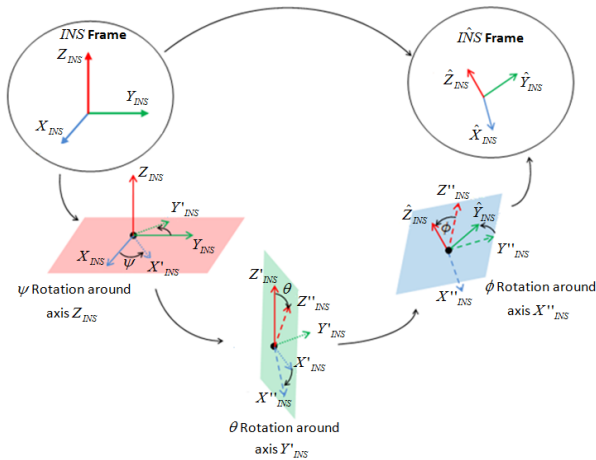 INS Frame
Z_INS
Y_INS
X_INS
IN̂S Frame
Ẑ_INS
Ŷ_INS
X̂_INS
Z_INS
Y'_INS
X_INS
ψ
X'_INS
Y_INS
ψ Rotation around
axis Z_INS
Z'_INS
θ
Z''_INS
Y'_INS
X'_INS
X''_INS
θ Rotation around
axis Y'_INS
Z''_INS
Ẑ_INS
ϕ
Ŷ_INS
Y''_INS
X''_INS
ϕ Rotation around
axis X''_INS